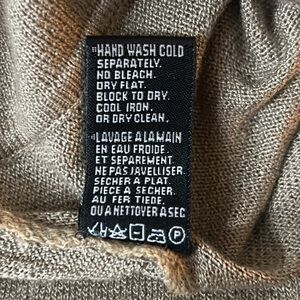 "HAND WASH COLD
SEPARATELY.
NO BLEACH.
DRY FLAT.
BLOCK TO DRY.
COOL IRON.
OR DRY CLEAN.
"LAVAGE A LA MAIN
EN EAU FROIDE.
ET SEPAREMENT.
NE PAS JAVELLISER.
SECHER A PLAT.
PIECE A SECHER.
AU FER TIEDE.
OU A NETTOYER A SEC
P